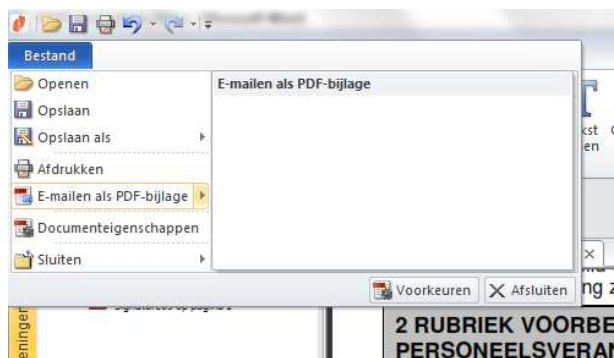 Bestand
Openen
Opslaan
Opslaan als
Afdrukken
E-mailen als PDF-bijlage
Documenteigenschappen
Sluiten
E-mailen als PDF-bijlage
Voorkeuren
Afsluiten
2 RUBRIEK VOORBE
PERSONEELSVERAN